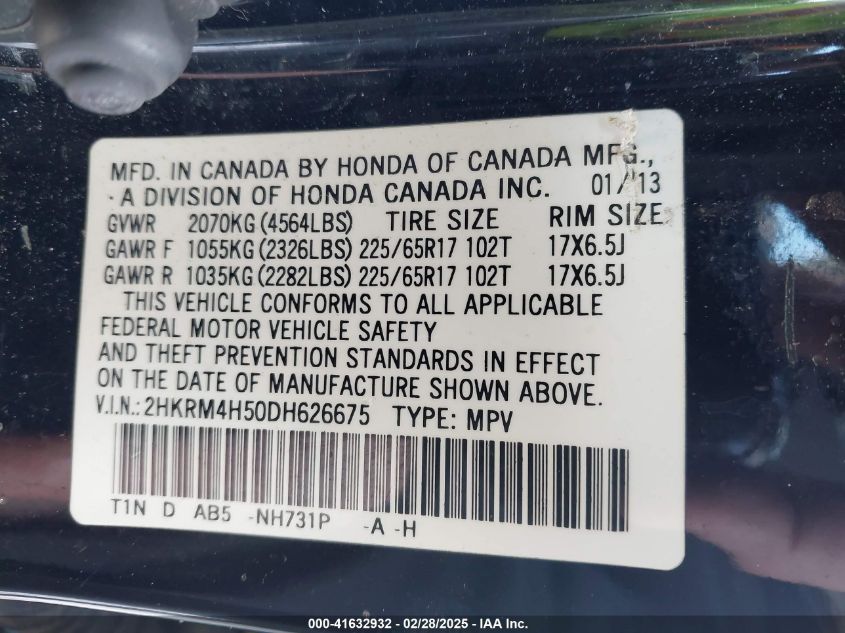 MFD. IN CANADA BY HONDA OF CANADA MFG.,
A DIVISION OF HONDA CANADA INC. 01/'13
GVWR 2070KG (4564LBS) TIRE SIZE RIM SIZE
GAWR F 1055KG (2326LBS) 225/65R17 102T 17X6.5J
GAWR R 1035KG (2282LBS) 225/65R17 102T 17X6.5J
THIS VEHICLE CONFORMS TO ALL APPLICABLE
FEDERAL MOTOR VEHICLE SAFETY
AND THEFT PREVENTION STANDARDS IN EFFECT
ON THE DATE OF MANUFACTURE SHOWN ABOVE.
V.I.N.: 2HKRM4H50DH626675 TYPE: MPV
T1N D AB5 -NH731P -A -H
000-41632932 - 02/28/2025 - IAA Inc.